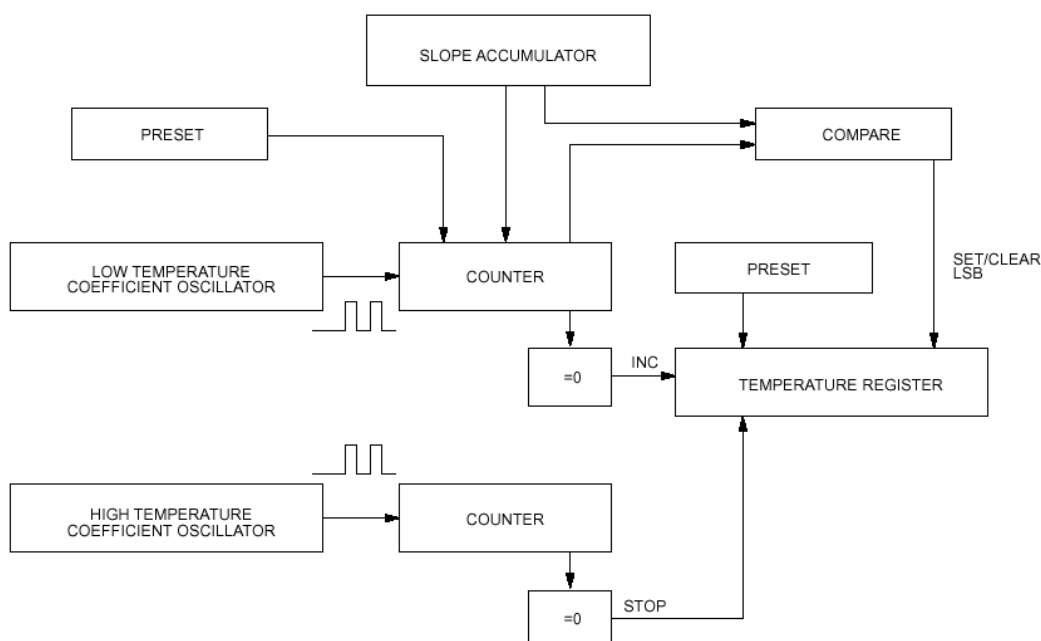 SLOPE ACCUMULATOR
PRESET
COMPARE
LOW TEMPERATURE
COEFFICIENT OSCILLATOR
COUNTER
PRESET
SET/CLEAR
LSB
=0
INC
TEMPERATURE REGISTER
HIGH TEMPERATURE
COEFFICIENT OSCILLATOR
COUNTER
=0
STOP